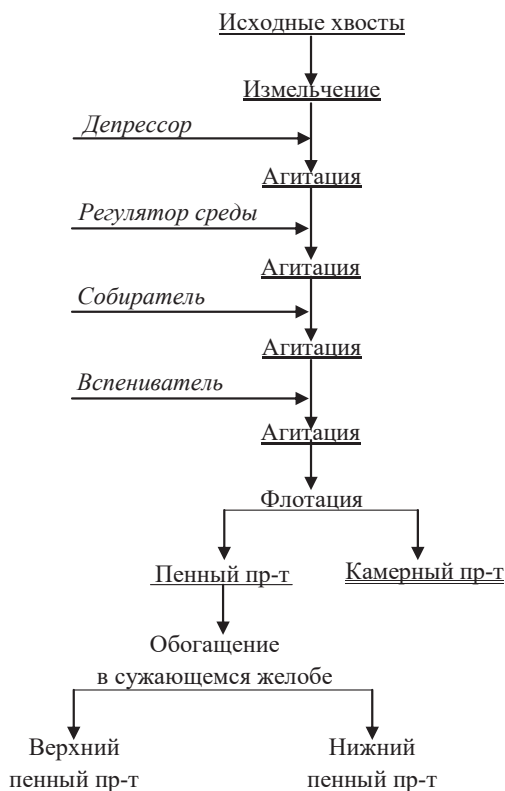 Исходные хвосты
Измельчение
Депрессор
Агитация
Регулятор среды
Агитация
Собиратель
Агитация
Вспениватель
Агитация
Флотация
Пенный пр-т
Камерный пр-т
Обогащение
в сужающемся желобе
Верхний
пенный пр-т
Нижний
пенный пр-т